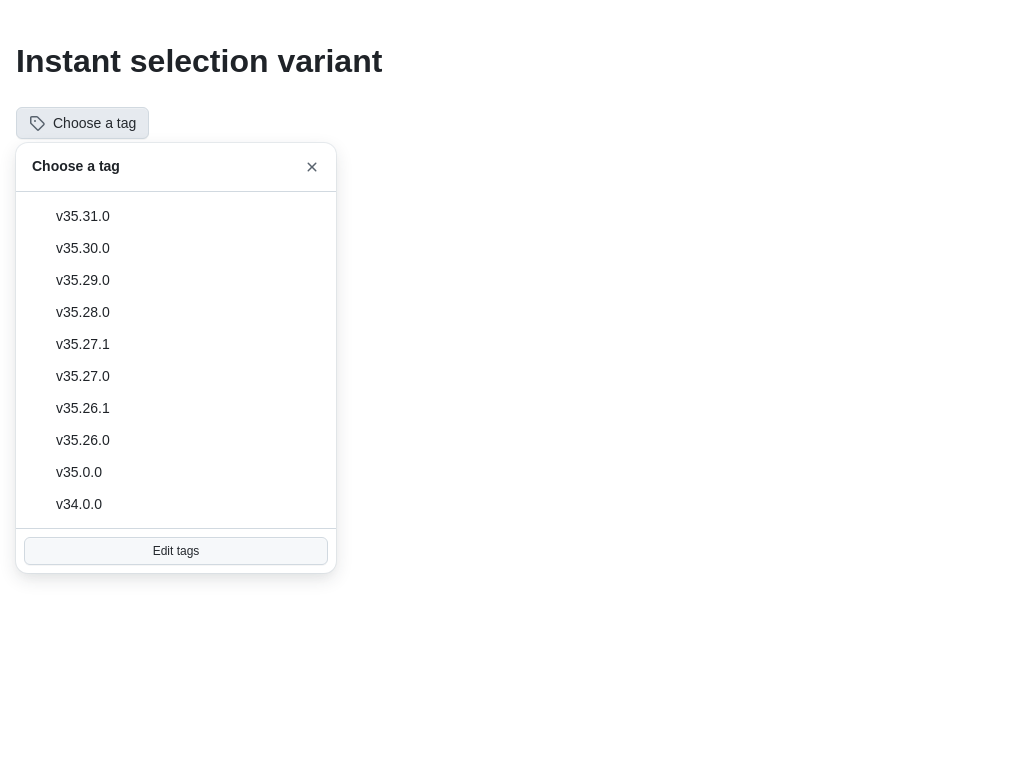 Instant selection variant
Choose a tag
Choose a tag
v35.31.0
v35.30.0
v35.29.0
v35.28.0
v35.27.1
v35.27.0
v35.26.1
v35.26.0
v35.0.0
v34.0.0
Edit tags